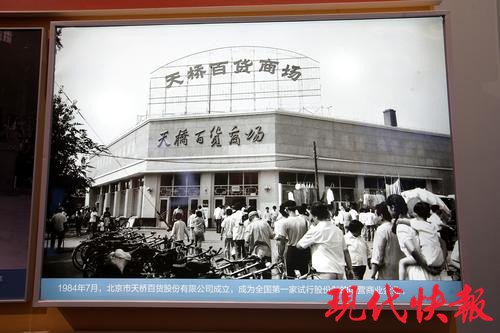 天桥百货商场
天桥百货商场
1984年7月，北京市天桥百货股份有限公司成立，成为全国第一家试行股份制的国营商业企业
现代快报